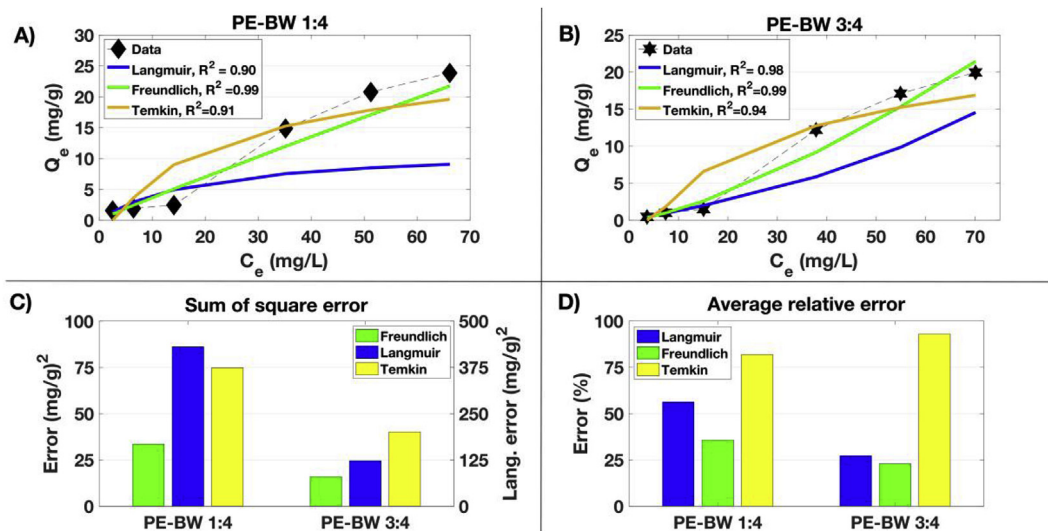 A)
PE-BW 1:4
Data
Langmuir, R² = 0.90
Freundlich, R² =0.99
Temkin, R²=0.91
Q_e (mg/g)
30
25
20
15
10
5
0
0 10 20 30 40 50 60 70
C_e (mg/L)
B)
PE-BW 3:4
Data
Langmuir, R² = 0.98
Freundlich, R² =0.99
Temkin, R²=0.94
Q_e (mg/g)
30
25
20
15
10
5
0
0 10 20 30 40 50 60 70
C_e (mg/L)
C)
Sum of square error
Freundlich
Langmuir
Temkin
Error (mg/g)²
100
75
50
25
0
Lang. error (mg/g)²
500
375
250
125
0
PE-BW 1:4 PE-BW 3:4
D)
Average relative error
Langmuir
Freundlich
Temkin
Error (%)
100
75
50
25
0
PE-BW 1:4 PE-BW 3:4